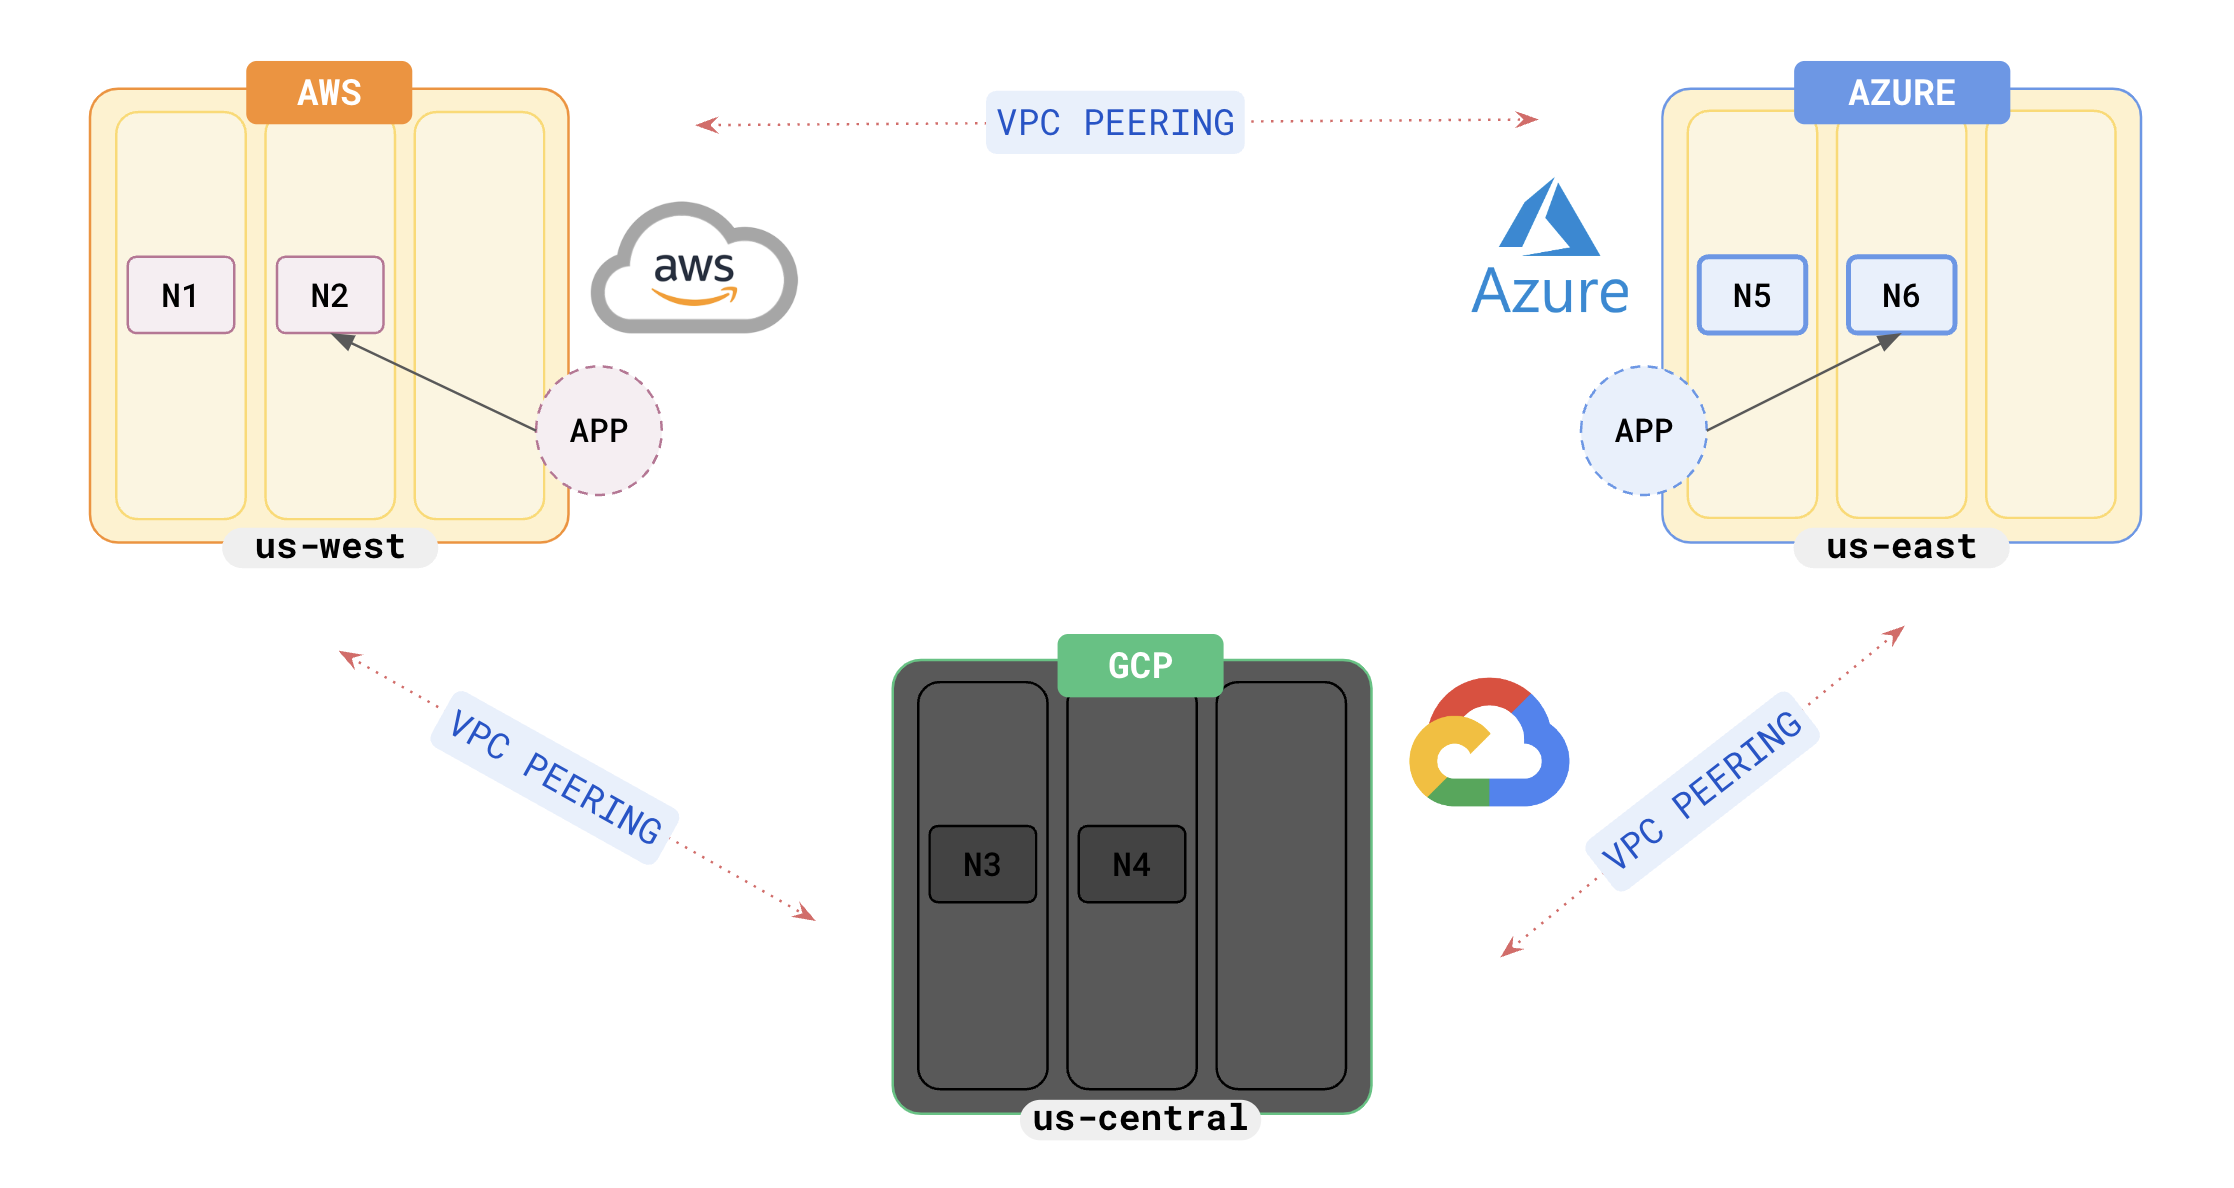 AWS
VPC PEERING
AZURE
aws
Azure
N1
N2
N5
N6
APP
APP
us-west
us-east
GCP
VPC PEERING
VPC PEERING
N3
N4
us-central